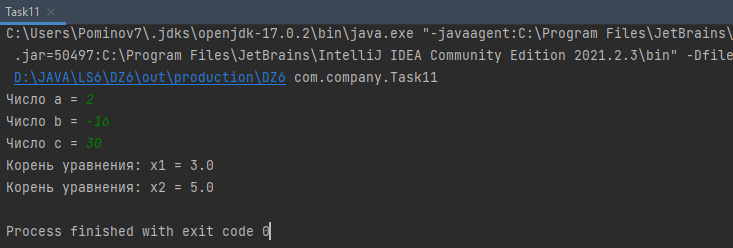 Task11
C:\Users\Pominov7\.jdks\openjdk-17.0.2\bin\java.exe "-javaagent:C:\Program Files\JetBrains\
.jar=50497:C:\Program Files\JetBrains\IntelliJ IDEA Community Edition 2021.2.3\bin" -Dfile
D:\JAVA\LS6\DZ6\out\production\DZ6 com.company.Task11
Число a = 2
Число b = -16
Число c = 30
Корень уравнения: x1 = 3.0
Корень уравнения: x2 = 5.0
Process finished with exit code 0